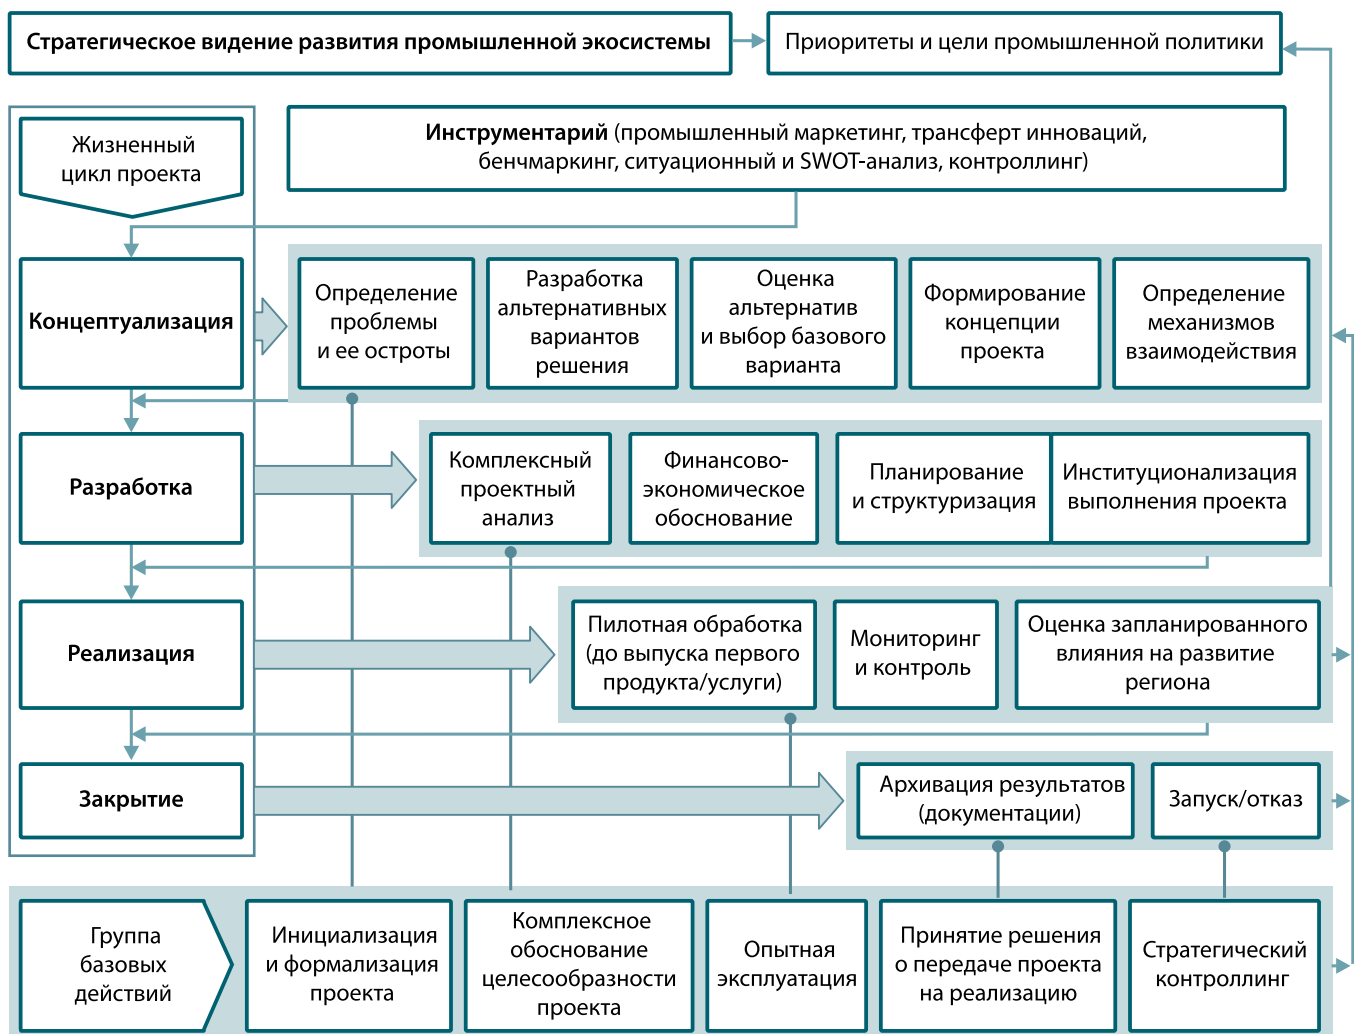 Стратегическое видение развития промышленной экосистемы
Приоритеты и цели промышленной политики
Жизненный
цикл проекта
Инструментарий (промышленный маркетинг, трансферт инноваций,
бенчмаркинг, ситуационный и SWOT-анализ, контроллинг)
Концептуализация
Определение
проблемы
и ее остроты
Разработка
альтернативных
вариантов
решения
Оценка
альтернатив
и выбор базового
варианта
Формирование
концепции
проекта
Определение
механизмов
взаимодействия
Разработка
Комплексный
проектный
анализ
Финансово-
экономическое
обоснование
Планирование
и структуризация
Институционализация
выполнения проекта
Реализация
Пилотная обработка
(до выпуска первого
продукта/услуги)
Мониторинг
и контроль
Оценка запланированного
влияния на развитие
региона
Закрытие
Архивация результатов
(документации)
Запуск/отказ
Группа
базовых
действий
Инициализация
и формализация
проекта
Комплексное
обоснование
целесообразности
проекта
Опытная
эксплуатация
Принятие решения
о передаче проекта
на реализацию
Стратегический
контроллинг